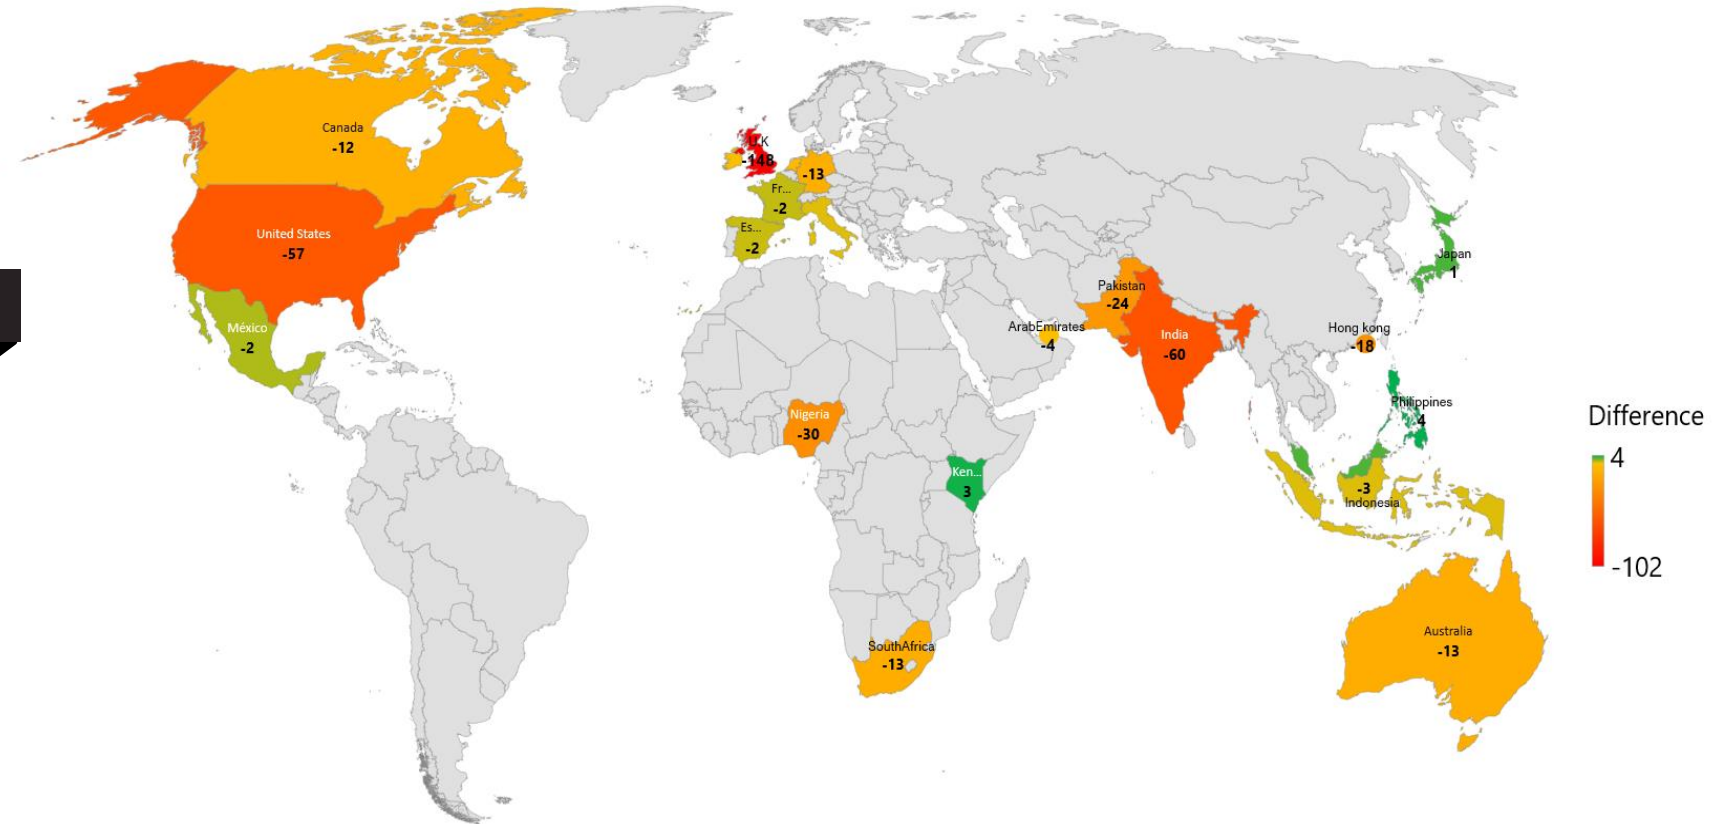 Canada
-12
U.K
-148
-13
Fr...
-2
Es...
-2
United States
-57
Japan
1
Pakistan
-24
ArabEmirates
-4
México
-2
India
-60
Hong kong
-18
Philippines
4
Nigeria
-30
Ken...
3
-3
Indonesia
Difference
4
-102
SouthAfrica
-13
Australia
-13